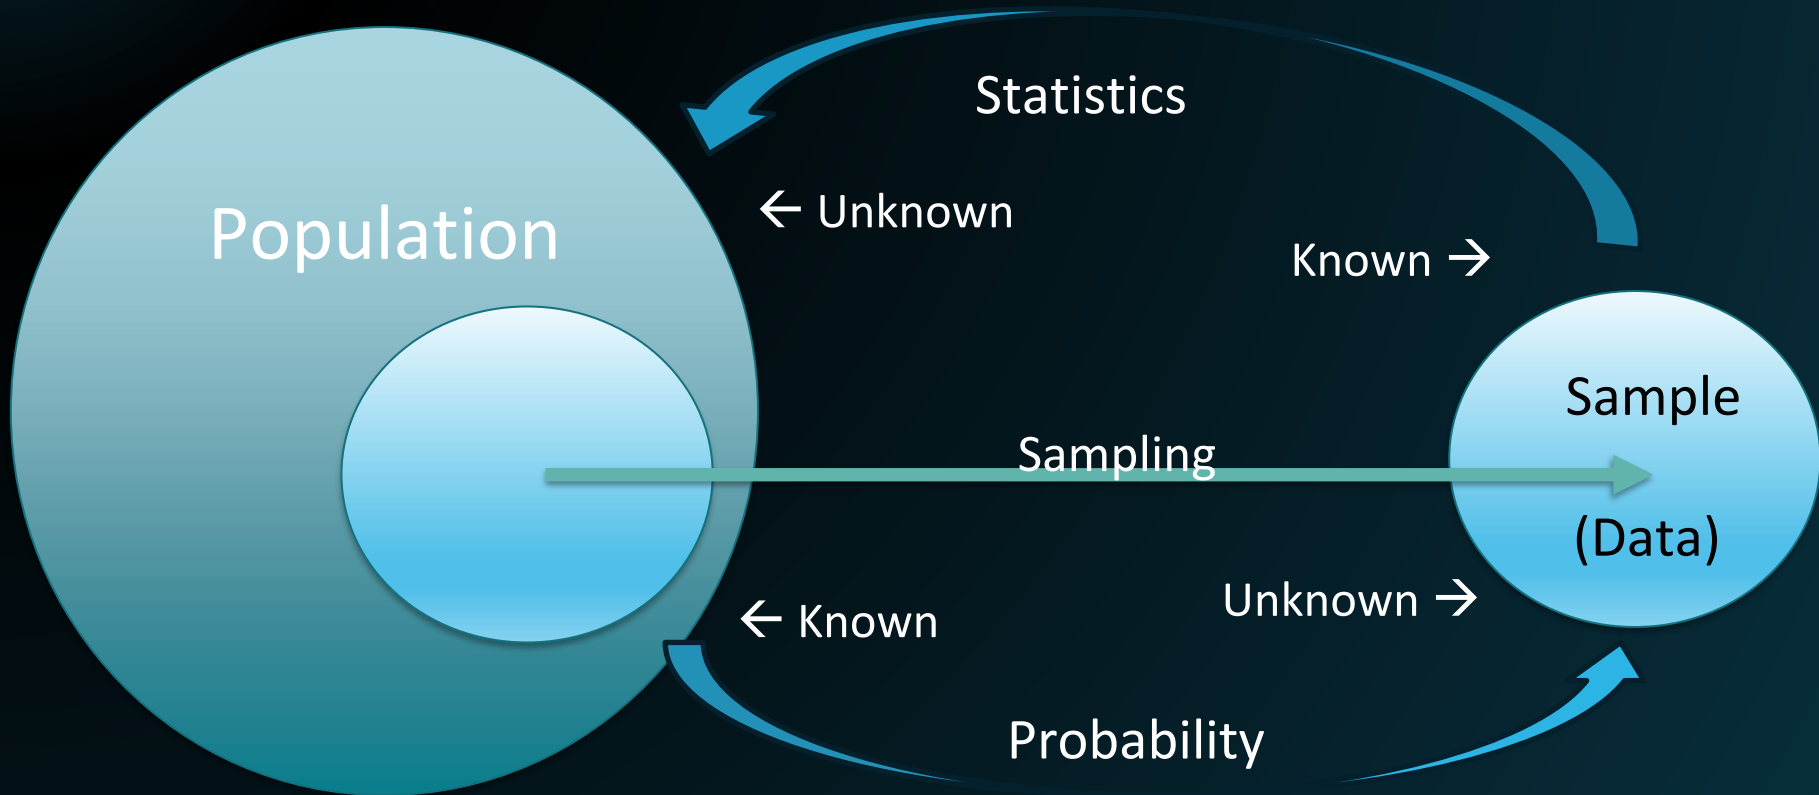 Statistics
Population
← Unknown
Known →
Sample
Sampling
(Data)
Unknown →
← Known
Probability